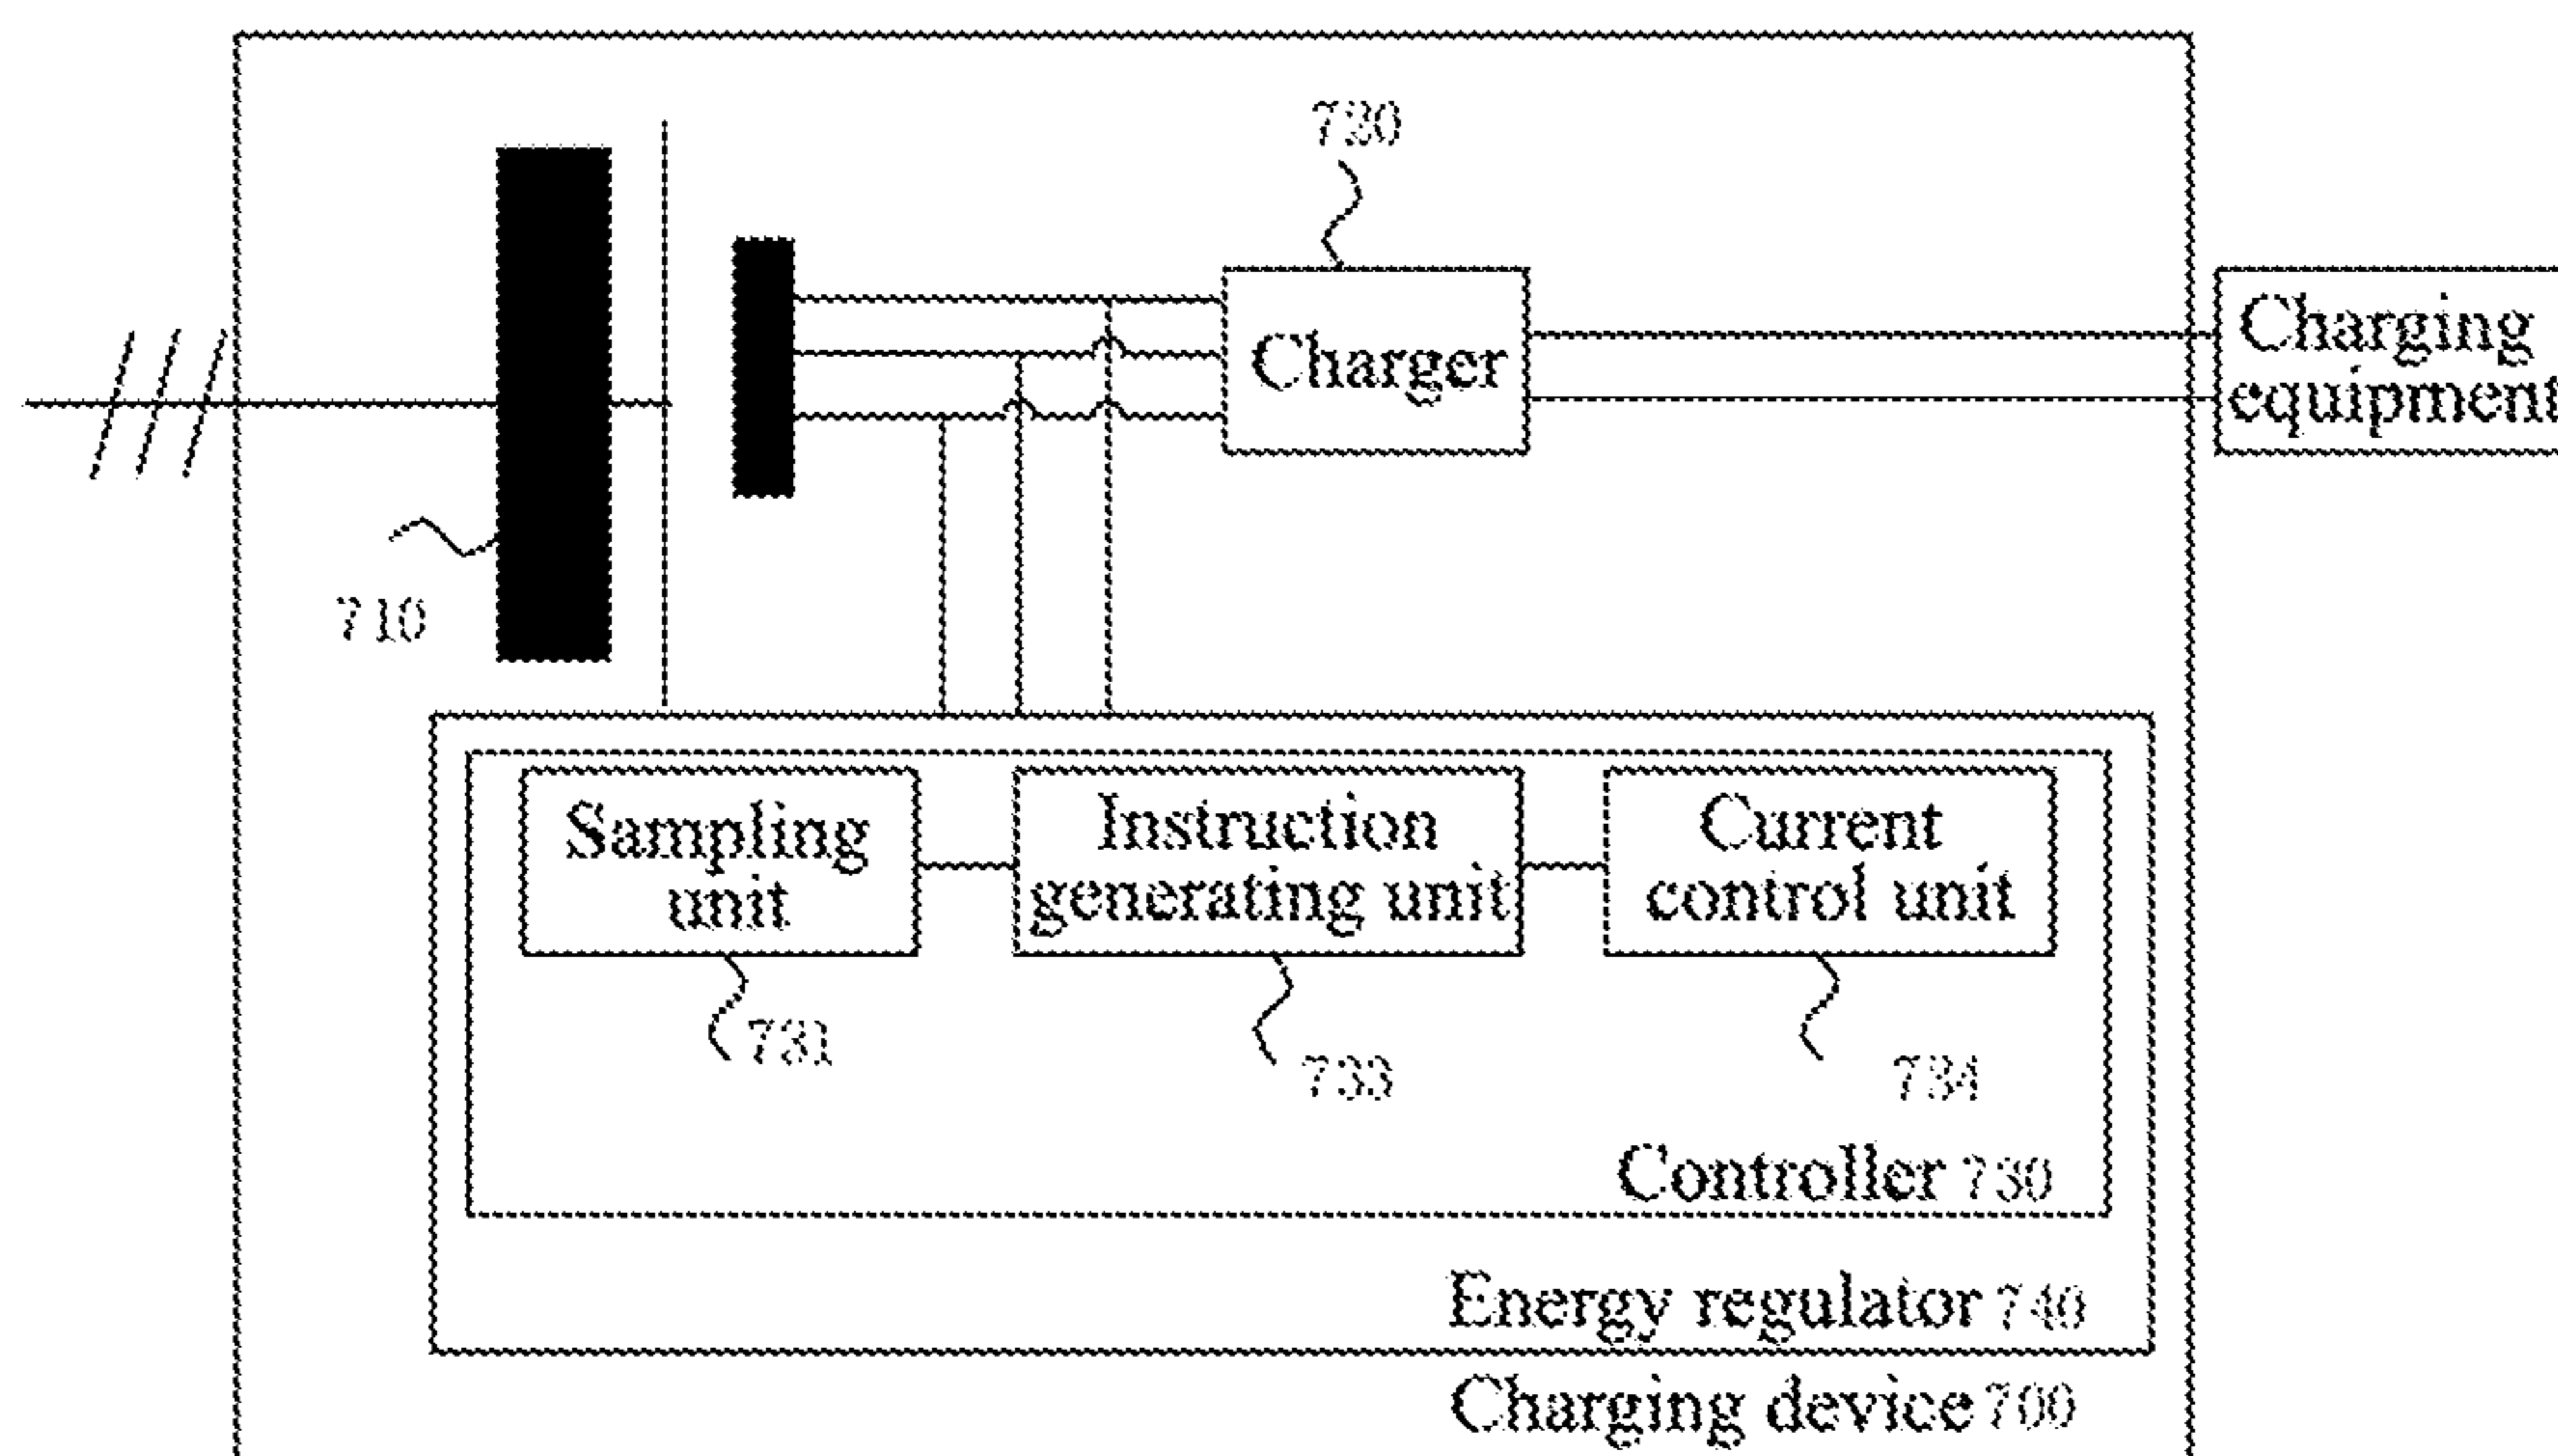 720
Charger
Charging
equipment
710
Sampling
unit
Instruction
generating unit
Current
control unit
731
733
734
Controller 730
Energy regulator 740
Charging device 700